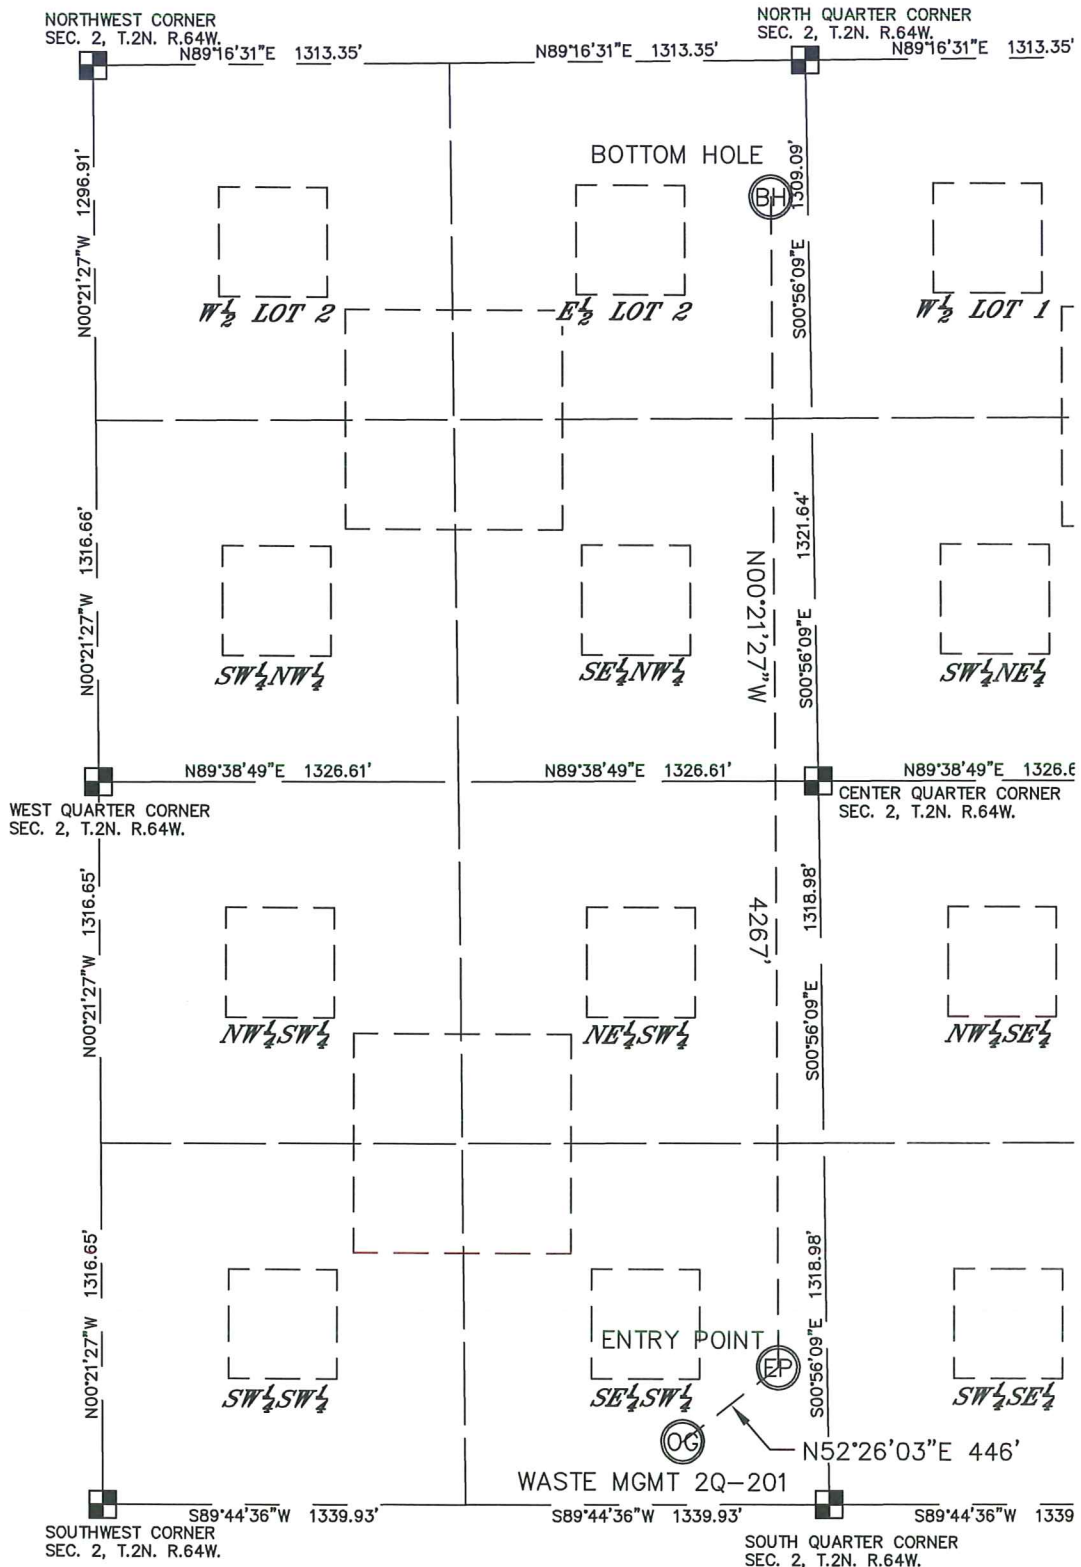 NORTHWEST CORNER
SEC. 2, T.2N. R.64W.
NORTH QUARTER CORNER
SEC. 2, T.2N. R.64W.
N89°16'31"E 1313.35'
N89°16'31"E 1313.35'
N89°16'31"E 1313.35'
BOTTOM HOLE
BH
N00°21'27"W 1296.91'
S00°56'09"E 1309.09'
W½ LOT 2
E½ LOT 2
W½ LOT 1
N00°21'27"W 1316.66'
N00°21'27"W
S00°56'09"E 1321.64'
SW¼NW¼
SE¼NW¼
SW¼NE¼
N89°38'49"E 1326.61'
N89°38'49"E 1326.61'
N89°38'49"E 1326.6
WEST QUARTER CORNER
SEC. 2, T.2N. R.64W.
CENTER QUARTER CORNER
SEC. 2, T.2N. R.64W.
N00°21'27"W 1316.65'
4267'
S00°56'09"E 1318.98'
NW¼SW¼
NE¼SW¼
NW¼SE¼
N00°21'27"W 1316.65'
S00°56'09"E 1318.98'
ENTRY POINT
EP
SW¼SW¼
SE¼SW¼
SW¼SE¼
OG
N52°26'03"E 446'
WASTE MGMT 2Q-201
S89°44'36"W 1339.93'
S89°44'36"W 1339.93'
S89°44'36"W 1339
SOUTHWEST CORNER
SEC. 2, T.2N. R.64W.
SOUTH QUARTER CORNER
SEC. 2, T.2N. R.64W.